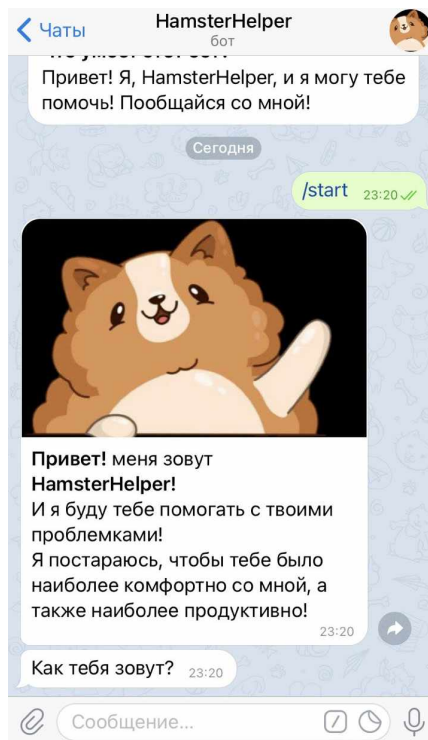 Чаты
HamsterHelper
бот
Привет! Я, HamsterHelper, и я могу тебе
помочь! Пообщайся со мной!
Сегодня
/start 23:20
Привет! меня зовут
HamsterHelper!
И я буду тебе помогать с твоими
проблемками!
Я постараюсь, чтобы тебе было
наиболее комфортно со мной, а
также наиболее продуктивно!
23:20
Как тебя зовут? 23:20
Сообщение...